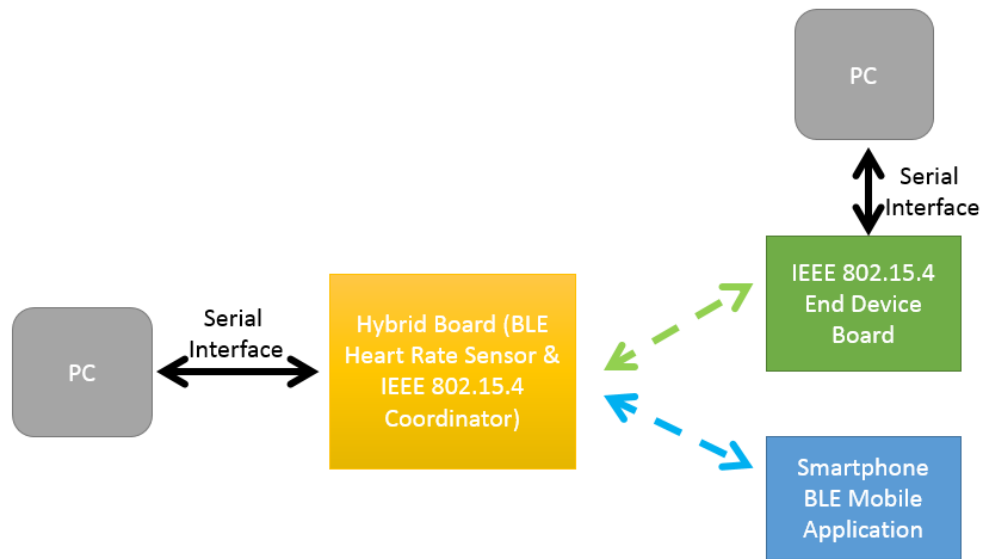 PC
Serial
Interface
IEEE 802.15.4
End Device
Board
Hybrid Board (BLE
Heart Rate Sensor &
IEEE 802.15.4
Coordinator)
Serial
Interface
PC
Smartphone
BLE Mobile
Application